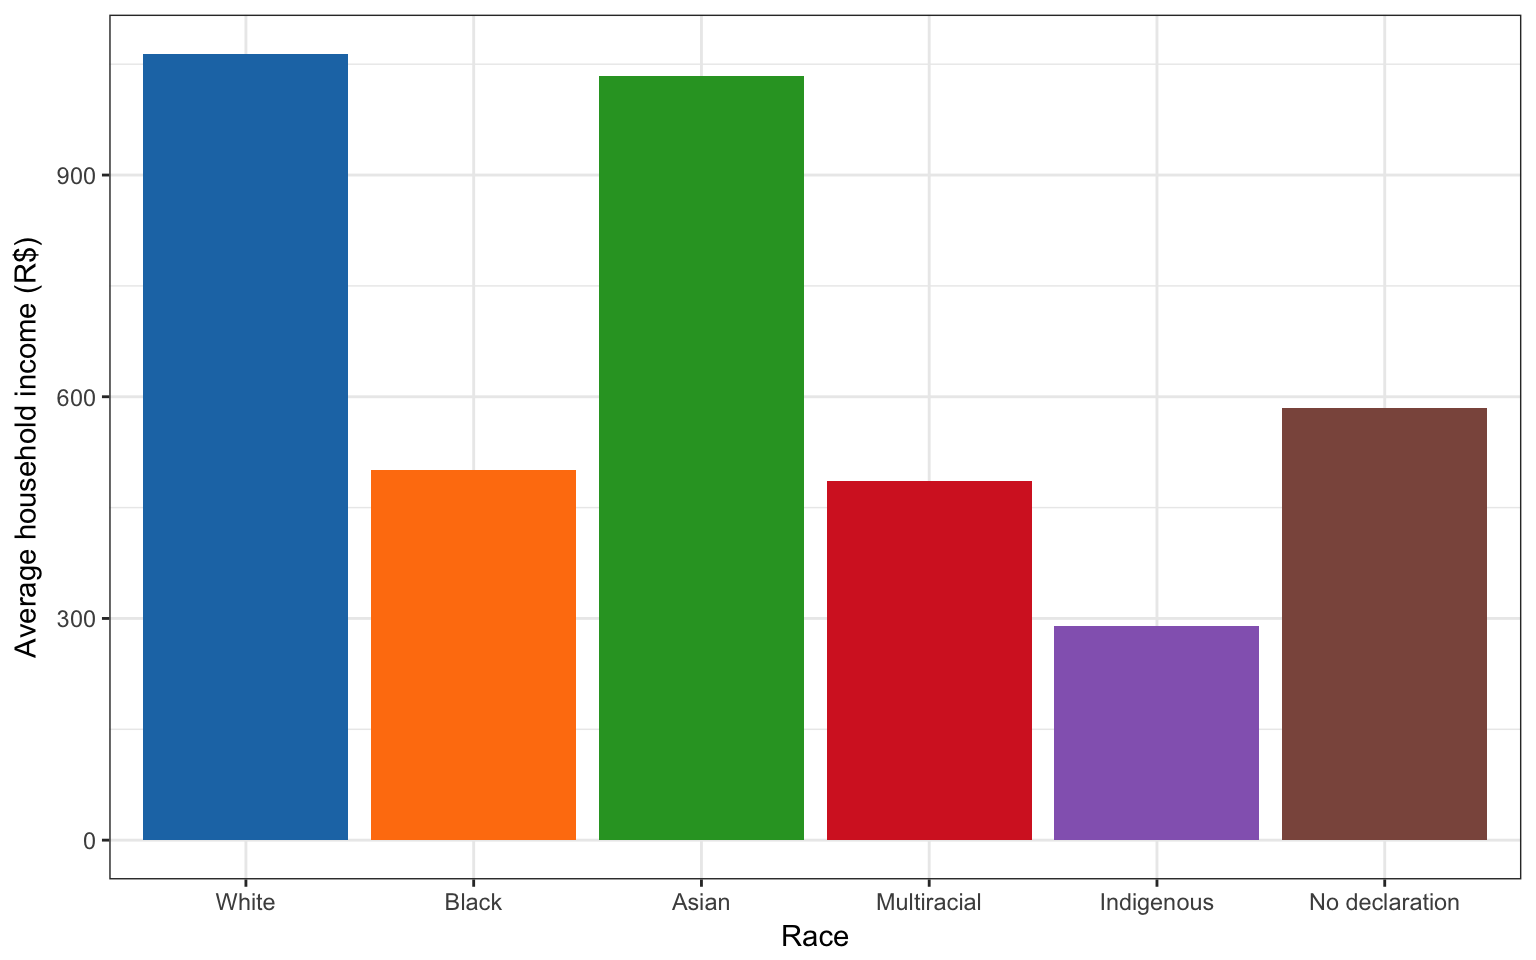 Average household income (R$)
900
600
300
0
White
Black
Asian
Multiracial
Indigenous
No declaration
Race